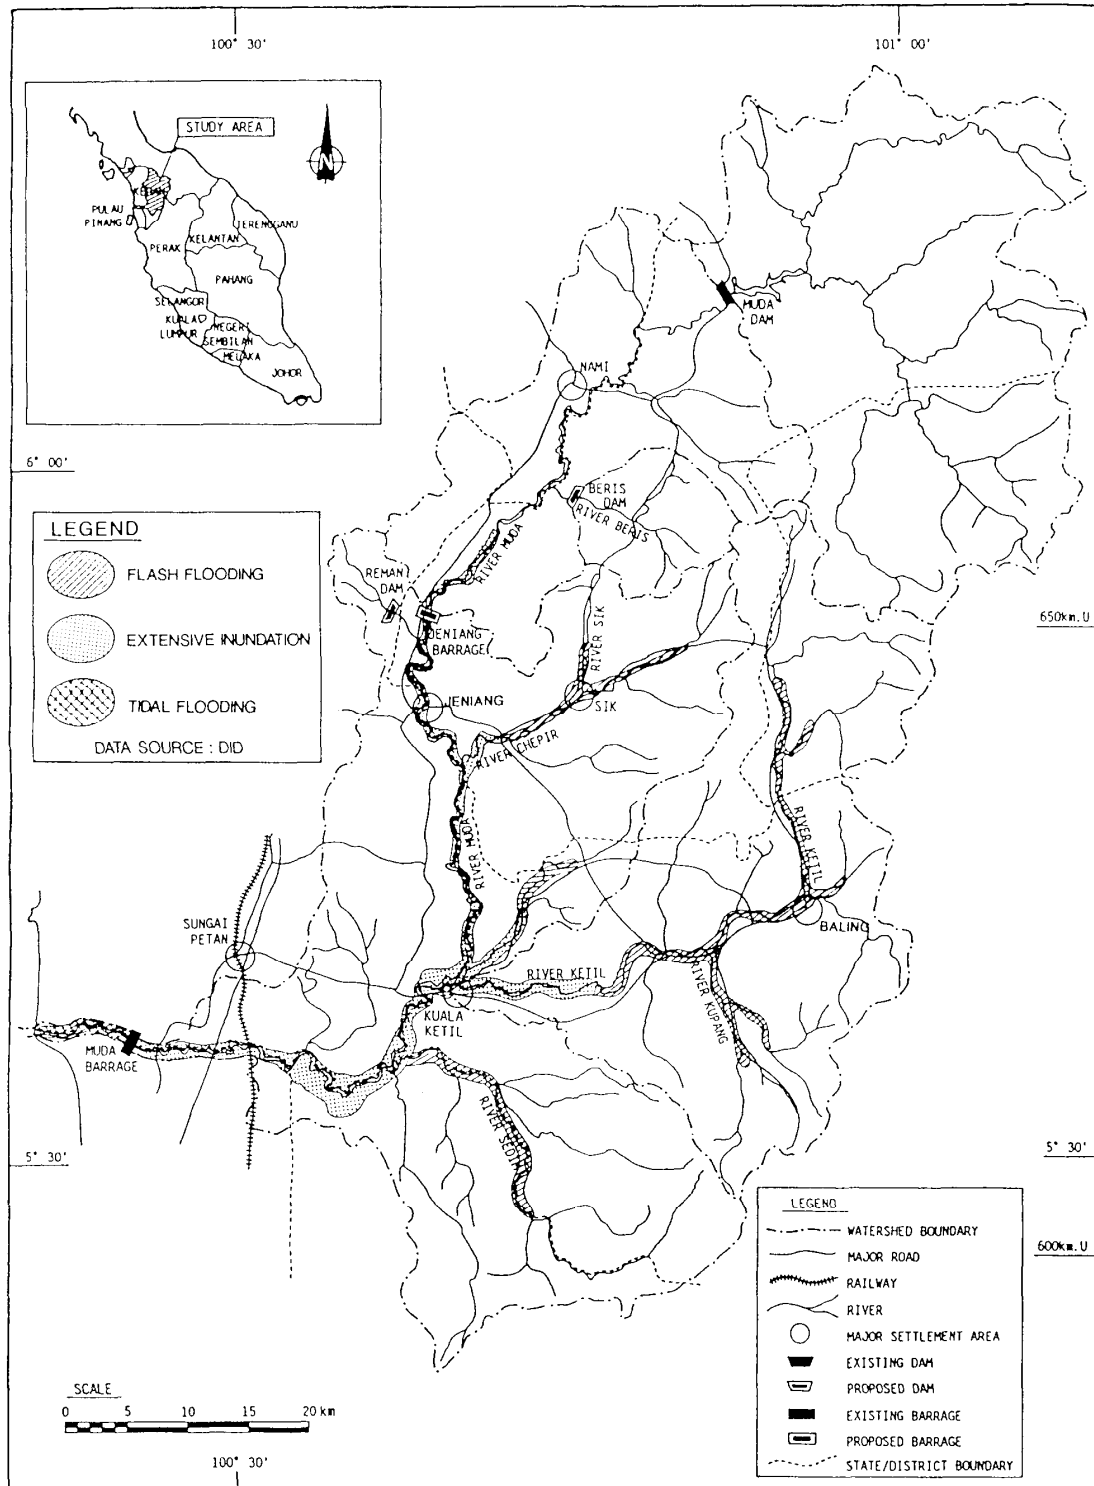 100° 30'
101° 00'
STUDY AREA
N
KEDAH
PULAU
PINANG
TERENGGANU
KELANTAN
PERAK
PAHANG
SELANGOR
KUALA
LUMPUR
NEGERI
SEMBILAN
MELAKA
JOHOR
MUDA
DAM
NAMI
6° 00'
BERIS
DAM
RIVER BERIS
LEGEND
FLASH FLOODING
EXTENSIVE INUNDATION
TIDAL FLOODING
DATA SOURCE : DID
RIVER MUDA
REMAN
DAM
JENIANG
BARRAGE
650km.U
RIVER SIK
JENIANG
SIK
RIVER CHEPIR
RIVER MUDA
RIVER KETIL
SUNGAI
PETAN
BALING
RIVER KETIL
RIVER KUPANG
KUALA
KETIL
MUDA
BARRAGE
RIVER SEDIM
5° 30'
5° 30'
LEGEND
WATERSHED BOUNDARY
MAJOR ROAD
RAILWAY
RIVER
MAJOR SETTLEMENT AREA
EXISTING DAM
PROPOSED DAM
EXISTING BARRAGE
PROPOSED BARRAGE
STATE/DISTRICT BOUNDARY
600km.U
SCALE
0 5 10 15 20 km
100° 30'